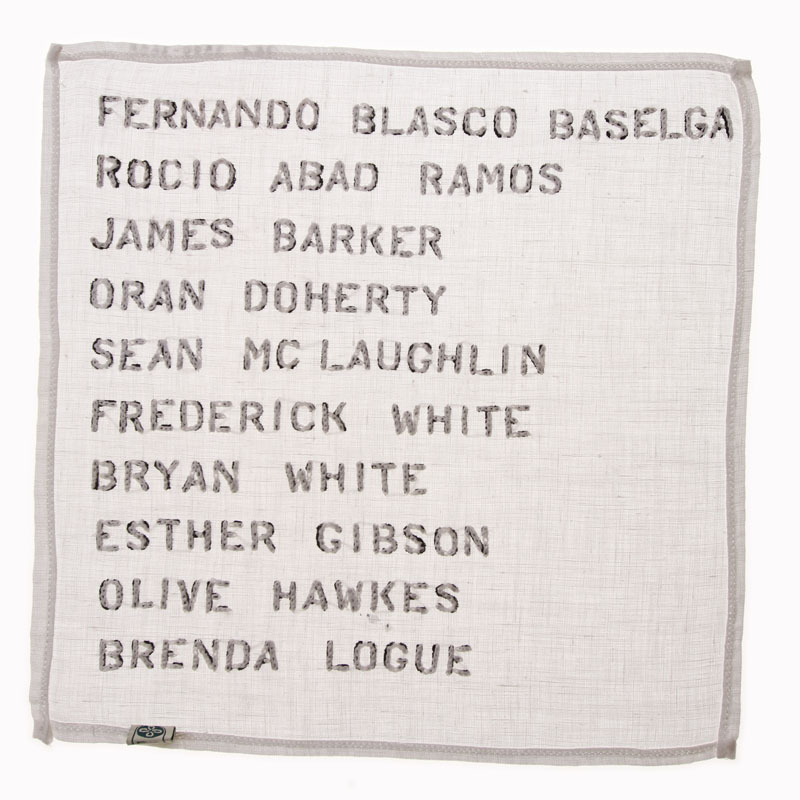 FERNANDO BLASCO BASELGA
ROCIO ABAD RAMOS
JAMES BARKER
ORAN DOHERTY
SEAN MC LAUGHLIN
FREDERICK WHITE
BRYAN WHITE
ESTHER GIBSON
OLIVE HAWKES
BRENDA LOGUE